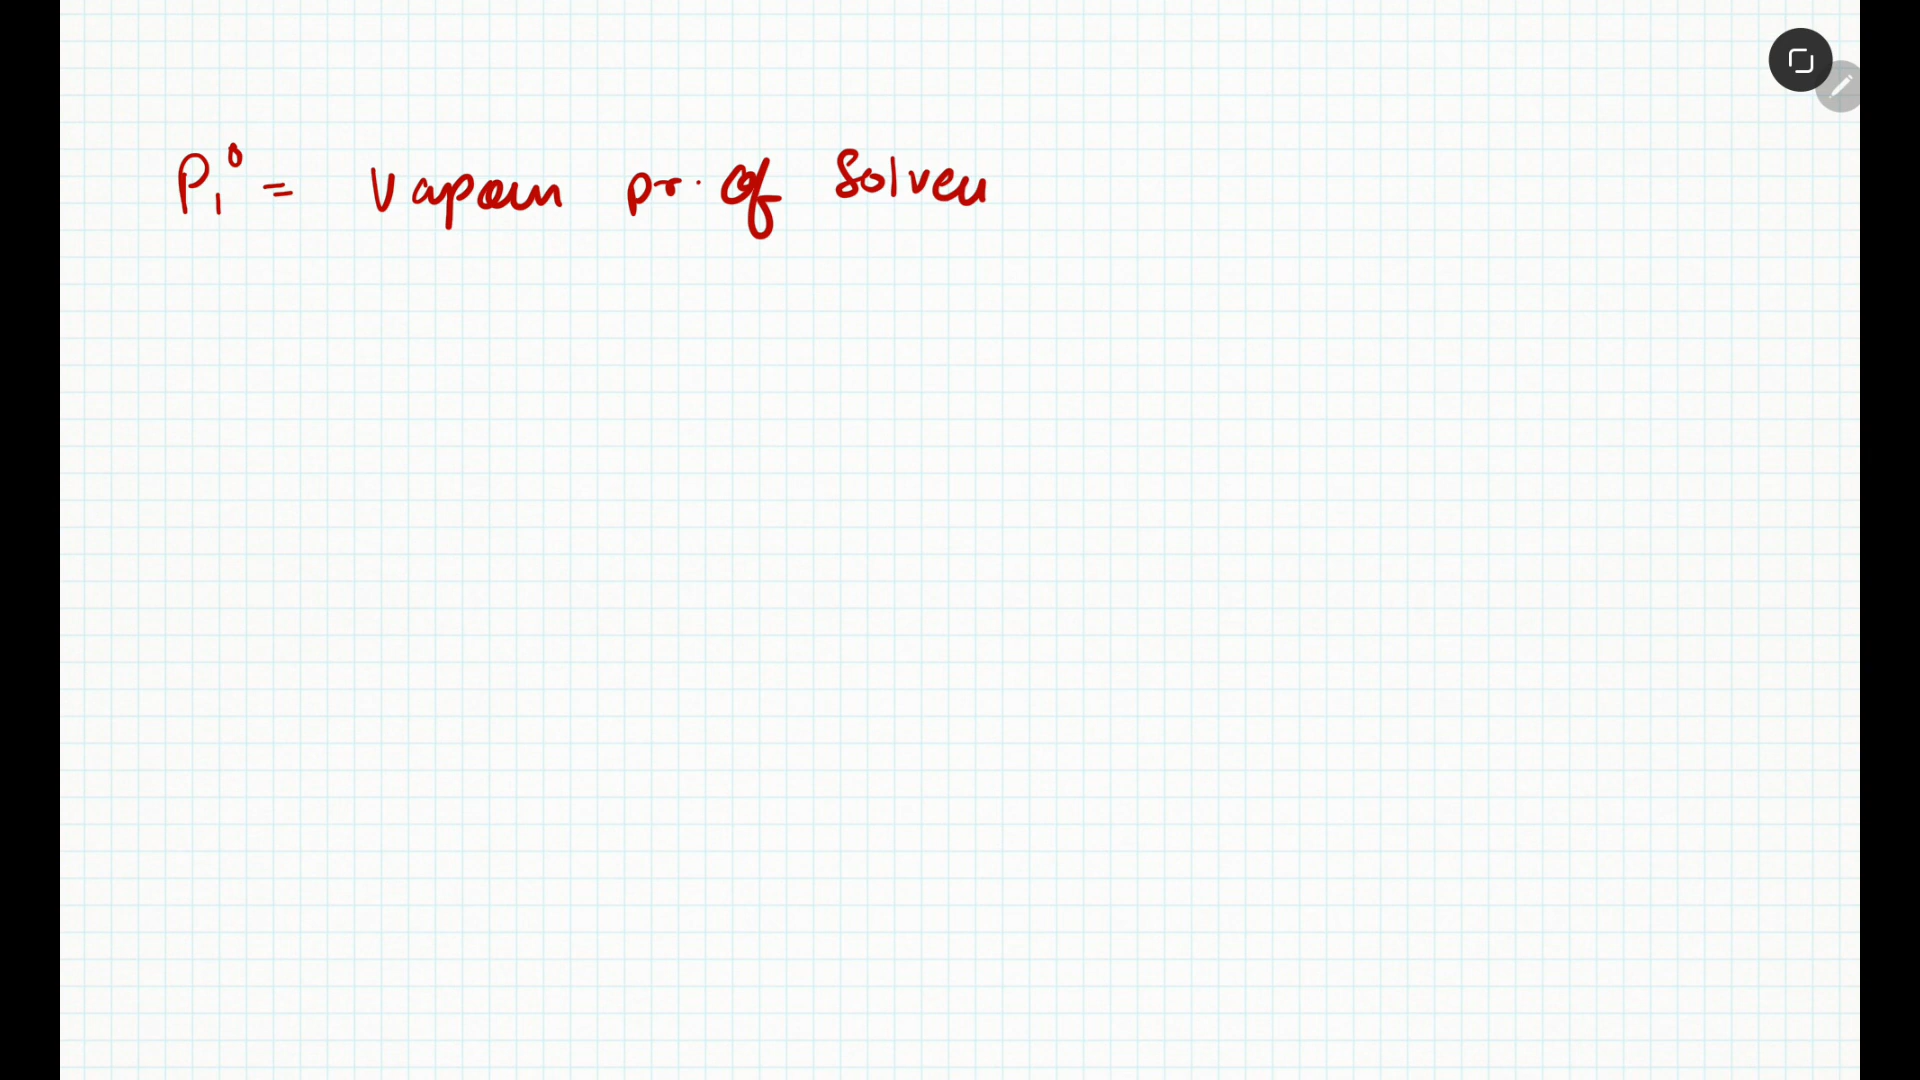 P₁⁰ = Vapour pr. of Solven